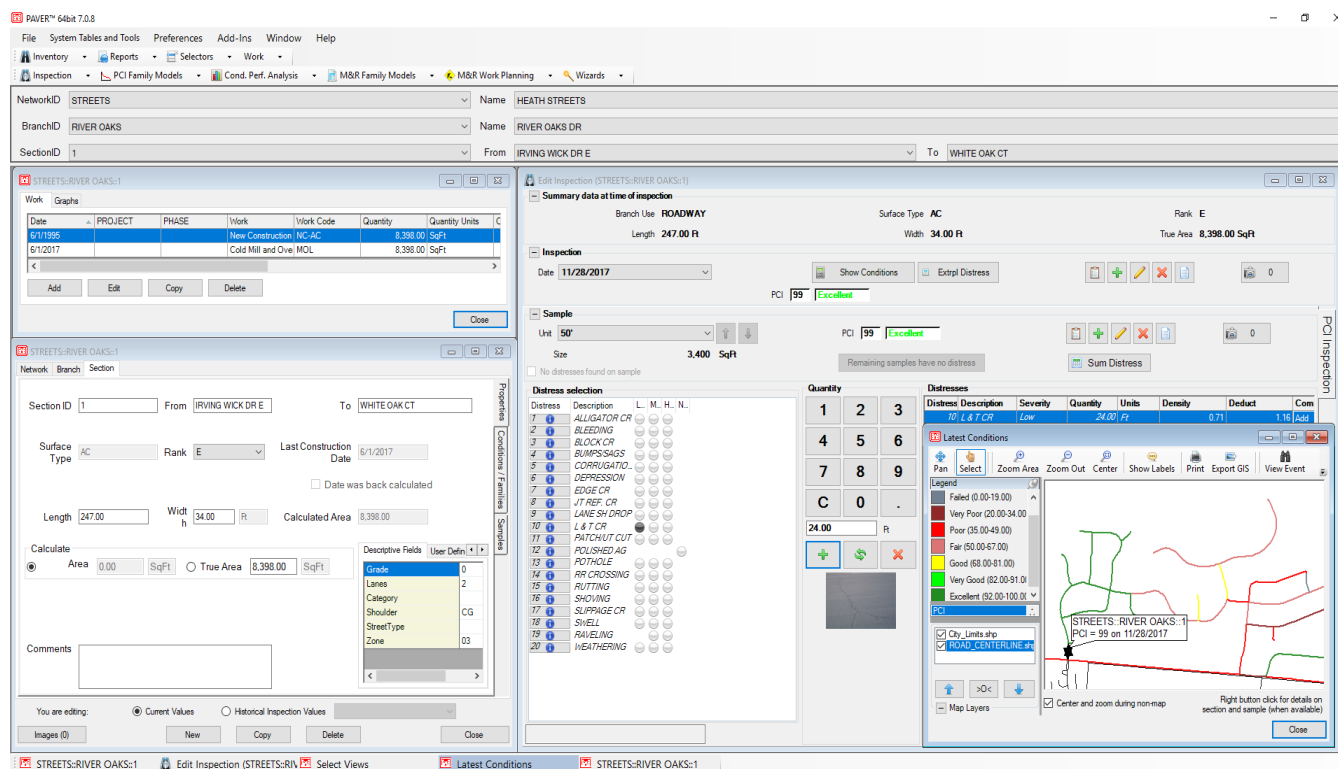 PAVER™ 64bit 7.0.8
File System Tables and Tools Preferences Add-Ins Window Help
Inventory Reports Selectors Work
Inspection PCI Family Models Cond. Perf. Analysis M&R Family Models M&R Work Planning Wizards
NetworkID STREETS Name HEATH STREETS
BranchID RIVER OAKS Name RIVER OAKS DR
SectionID 1 From IRVING WICK DR E To WHITE OAK CT
STREETS::RIVER OAKS::1
Work Graphs
Date PROJECT PHASE Work Work Code Quantity Quantity Units C
6/1/1995 New Construction NC-AC 8,398.00 SqFt
6/1/2017 Cold Mill and Ove MOL 8,398.00 SqFt
Add Edit Copy Delete
Close
STREETS::RIVER OAKS::1
Network Branch Section
Section ID 1 From IRVING WICK DR E To WHITE OAK CT
Surface Type AC Rank E Last Construction Date 6/1/2017
Date was back calculated
Length 247.00 Width 34.00 Ft Calculated Area 8,398.00
Calculate
Area 0.00 SqFt True Area 8,398.00 SqFt
Descriptive Fields User Defin
Grade 0
Lanes 2
Category
Shoulder CG
StreetType
Zone 03
Comments
Properties
Conditions / Families
Samples
You are editing: Current Values Historical Inspection Values
Images (0) New Copy Delete Close
Edit Inspection (STREETS::RIVER OAKS::1)
Summary data at time of inspection
Branch Use ROADWAY Surface Type AC Rank E
Length 247.00 Ft Width 34.00 Ft True Area 8,398.00 SqFt
Inspection
Date 11/28/2017 Show Conditions Extrpl Distress 0
PCI 99 Excellent
Sample
Unit 50' PCI 99 Excellent 0
Size 3,400 SqFt Remaining samples have no distress Sum Distress
No distresses found on sample
PCI Inspection
Distress selection
Distress Description L.. M.. H.. N..
1 ALLIGATOR CR
2 BLEEDING
3 BLOCK CR
4 BUMPS/SAGS
5 CORRUGATIO...
6 DEPRESSION
7 EDGE CR
8 JT REF. CR
9 LANE SH DROP
10 L & T CR
11 PATCH/UT CUT
12 POLISHED AG
13 POTHOLE
14 RR CROSSING
15 RUTTING
16 SHOVING
17 SLIPPAGE CR
18 SWELL
19 RAVELING
20 WEATHERING
Quantity
1 2 3
4 5 6
7 8 9
C 0 .
24.00 Ft
Distresses
Distress Description Severity Quantity Units Density Deduct Com
10 L & T CR Low 24.00 Ft 0.71 1.16 Add
Latest Conditions
Pan Select Zoom Area Zoom Out Center Show Labels Print Export GIS View Event
Legend
Failed (0.00-19.00)
Very Poor (20.00-34.00
Poor (35.00-49.00)
Fair (50.00-67.00)
Good (68.00-81.00)
Very Good (82.00-91.0(
Excellent (92.00-100.0(
PCI
City_Limits.shp
ROAD_CENTERLINE.shp
>0<
Map Layers
STREETS::RIVER OAKS::1
PCI = 99 on 11/28/2017
Center and zoom during non-map
Right button click for details on
section and sample (when available)
Close
STREETS::RIVER OAKS::1 Edit Inspection (STREETS::RIV Select Views Latest Conditions STREETS::RIVER OAKS::1